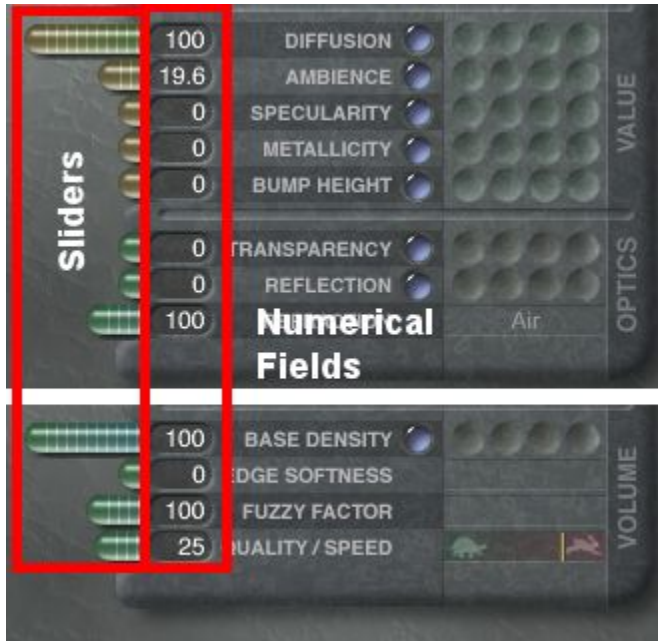 100 DIFFUSION
19.6 AMBIENCE
0 SPECULARITY
0 METALLICITY
0 BUMP HEIGHT
VALUE
Sliders
0 TRANSPARENCY
0 REFLECTION
100 Air
OPTICS
Numerical
Fields
100 BASE DENSITY
0 EDGE SOFTNESS
100 FUZZY FACTOR
25 QUALITY / SPEED
VOLUME